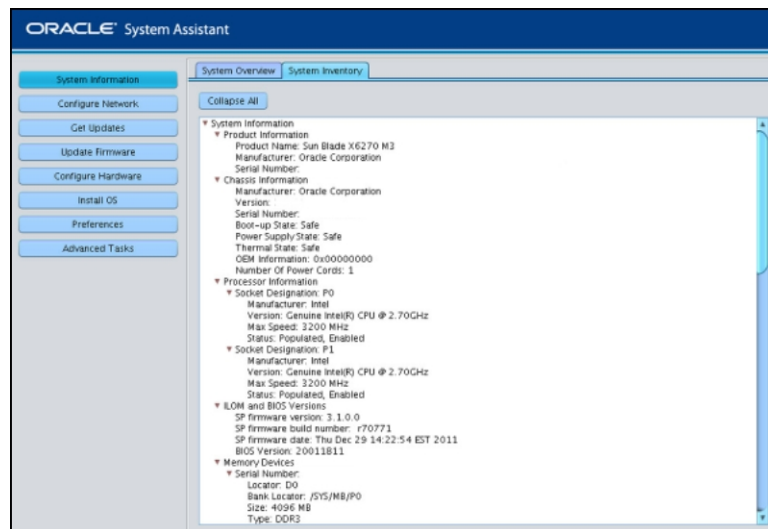 ORACLE System Assistant
System Information
Configure Network
Get Updates
Update Firmware
Configure Hardware
Install OS
Preferences
Advanced Tasks
System Overview
System Inventory
Collapse All
System Information
Product Information
Product Name: Sun Blade X6270 M3
Manufacturer: Oracle Corporation
Serial Number:
Chassis Information
Manufacturer: Oracle Corporation
Version:
Serial Number:
Boot-up State: Safe
Power Supply State: Safe
Thermal State: Safe
OEM Information: 0x00000000
Number Of Power Cords: 1
Processor Information
Socket Designation: P0
Manufacturer: Intel
Version: Genuine Intel(R) CPU @ 2.70GHz
Max Speed: 3200 MHz
Status: Populated, Enabled
Socket Designation: P1
Manufacturer: Intel
Version: Genuine Intel(R) CPU @ 2.70GHz
Max Speed: 3200 MHz
Status: Populated, Enabled
ILOM and BIOS Versions
SP firmware version: 3.1.0.0
SP firmware build number: r70771
SP firmware date: Thu Dec 29 14:22:54 EST 2011
BIOS Version: 20011811
Memory Devices
Serial Number:
Locator: D0
Bank Locator: /SYS/MB/P0
Size: 4096 MB
Type: DDR3